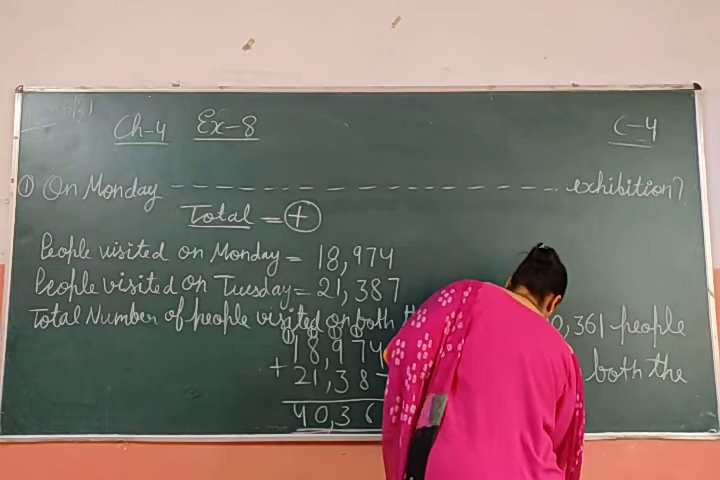 Ch-4 Ex-8 C-4
① On Monday ------------------ exhibition?
Total = +
People visited on Monday = 18,974
People visited on Tuesday = 21,387
Total Number of people visited on both
0,361 people
both the
18,974
+ 21,38
40,36